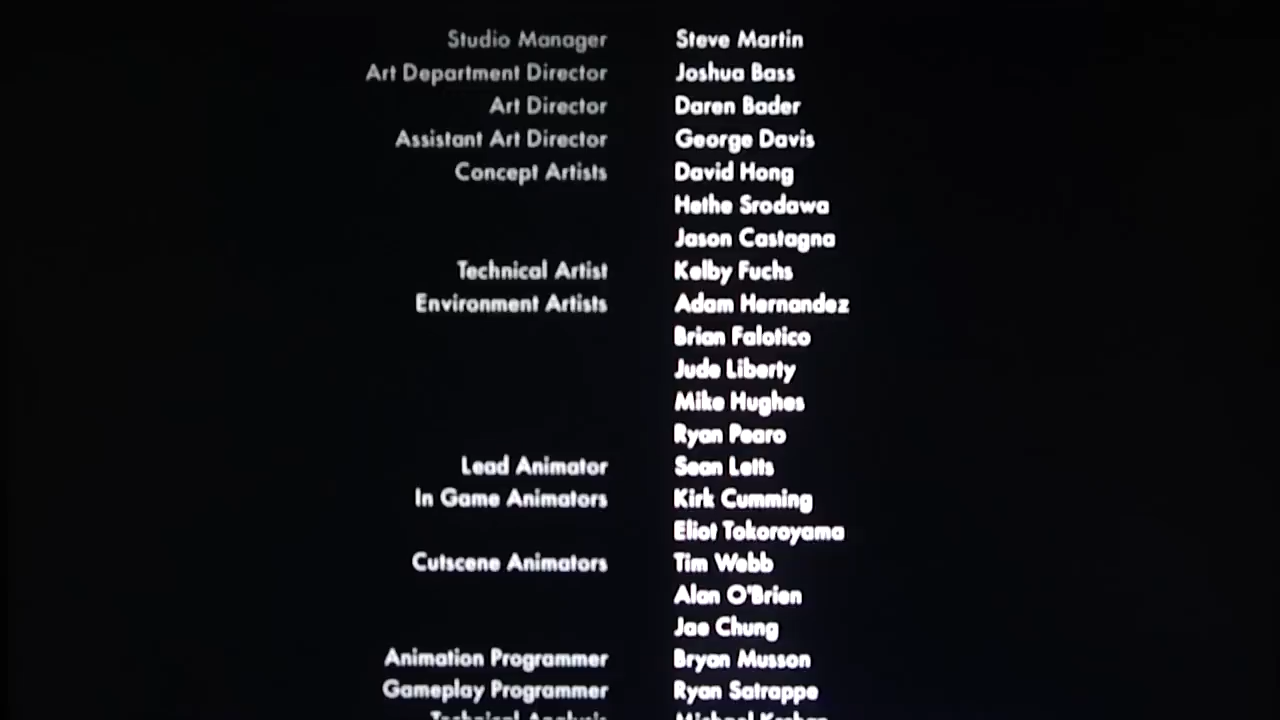 Studio Manager Steve Martin
Art Department Director Joshua Bass
Art Director Daren Bader
Assistant Art Director George Davis
Concept Artists David Hong
Hethe Srodawa
Jason Castagna
Technical Artist Kelby Fuchs
Environment Artists Adam Hernandez
Brian Falotico
Jude Liberty
Mike Hughes
Ryan Pearo
Lead Animator Sean Letts
In Game Animators Kirk Cumming
Eliot Tokoroyama
Cutscene Animators Tim Webb
Alan O'Brien
Jae Chung
Animation Programmer Bryan Musson
Gameplay Programmer Ryan Satrappe
Technical Analysis Michael